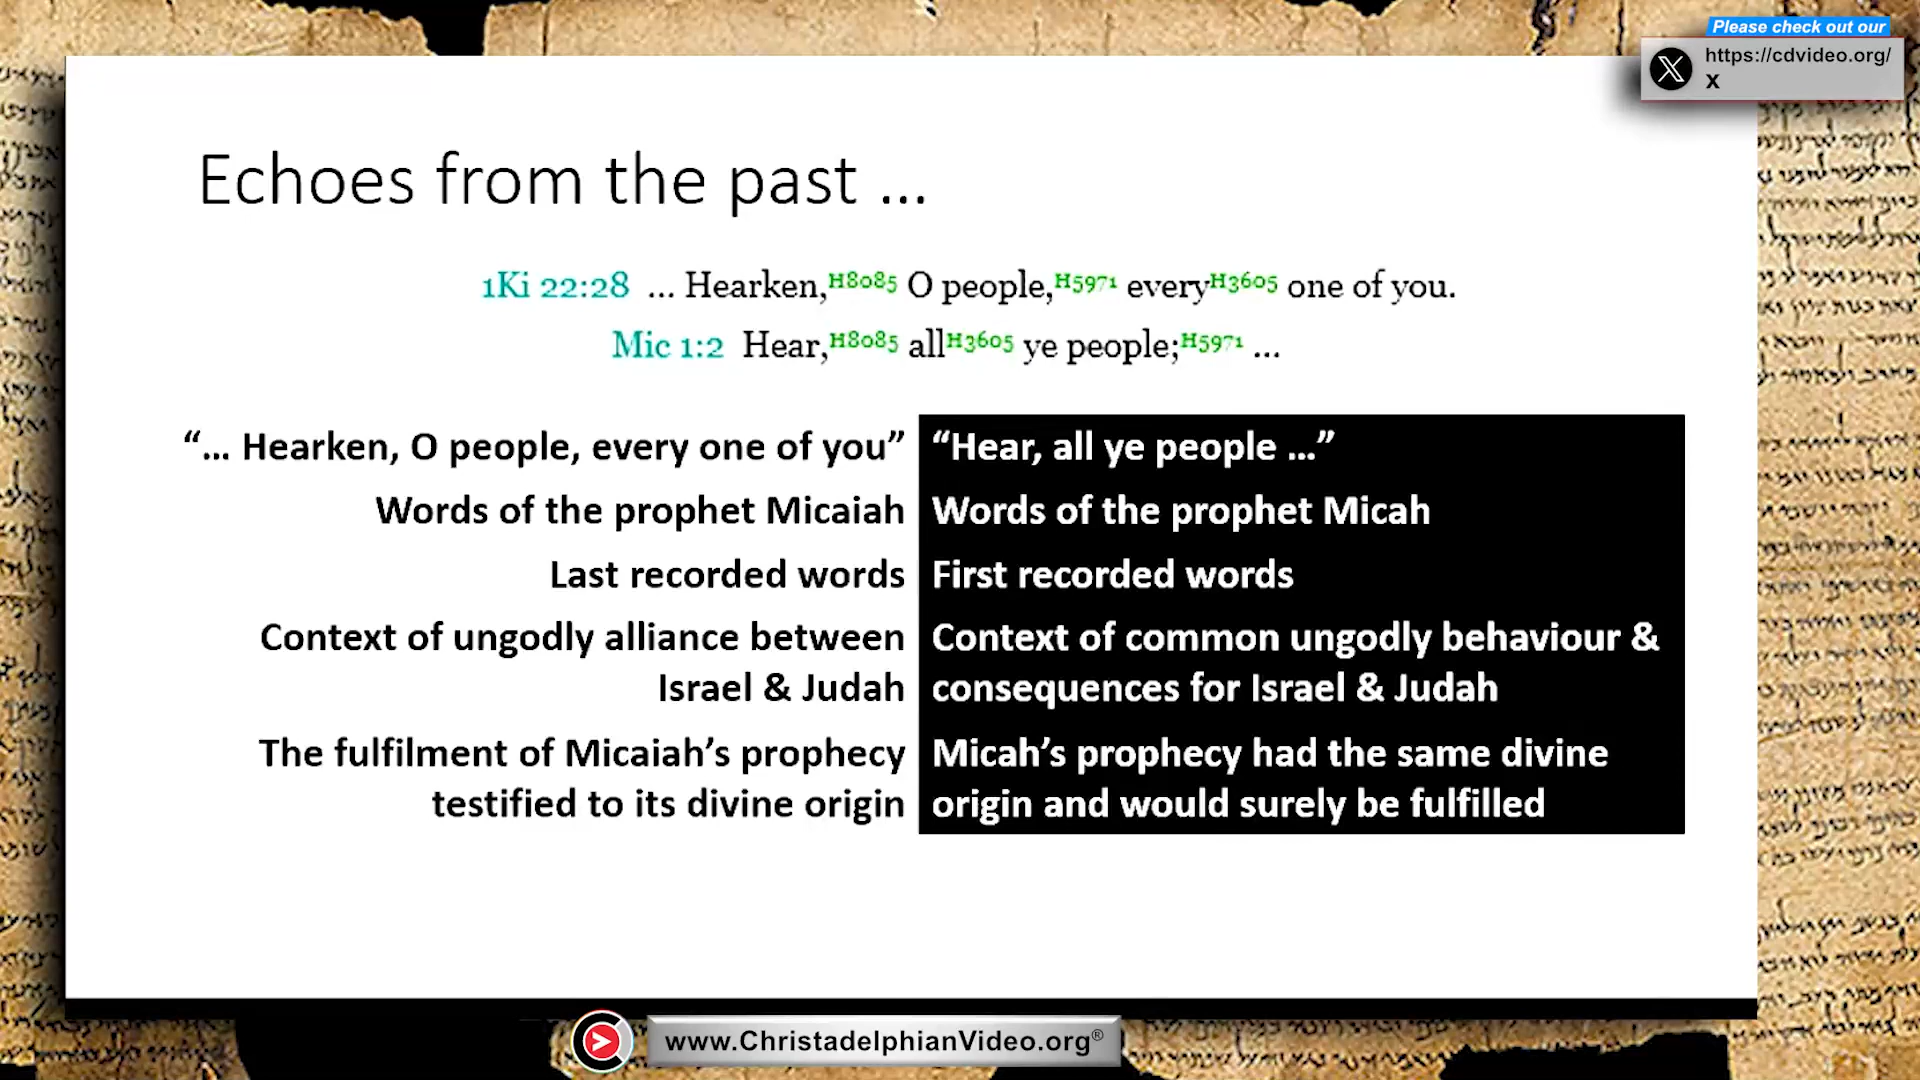 Please check out our
https://cdvideo.org/
X
Echoes from the past ...
1Ki 22:28 ... Hearken,H8085 O people,H5971 everyH3605 one of you.
Mic 1:2 Hear,H8085 allH3605 ye people;H5971 ...
“... Hearken, O people, every one of you”
Words of the prophet Micaiah
Last recorded words
Context of ungodly alliance between
Israel & Judah
The fulfilment of Micaiah’s prophecy
testified to its divine origin
“Hear, all ye people ...”
Words of the prophet Micah
First recorded words
Context of common ungodly behaviour &
consequences for Israel & Judah
Micah’s prophecy had the same divine
origin and would surely be fulfilled
www.ChristadelphianVideo.org®